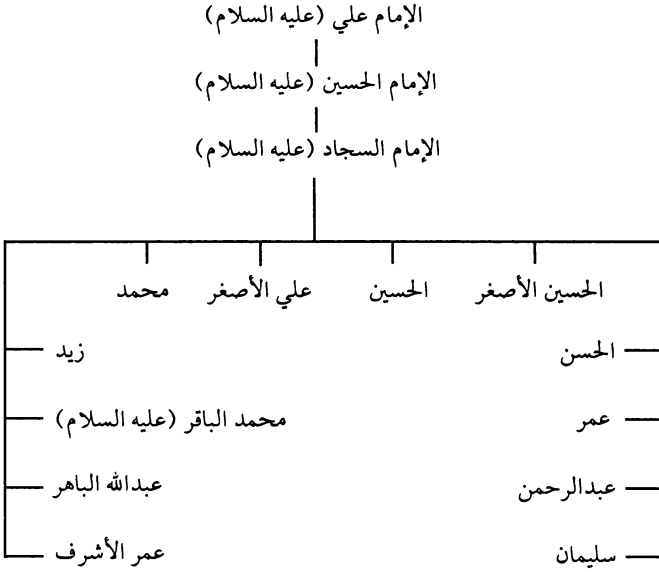 الإمام علي (عليه السلام)
الإمام الحسين (عليه السلام)
الإمام السجاد (عليه السلام)
الحسين الأصغر الحسين علي الأصغر محمد
الحسن زيد
عمر محمد الباقر (عليه السلام)
عبدالرحمن عبدالله الباهر
سليمان عمر الأشرف